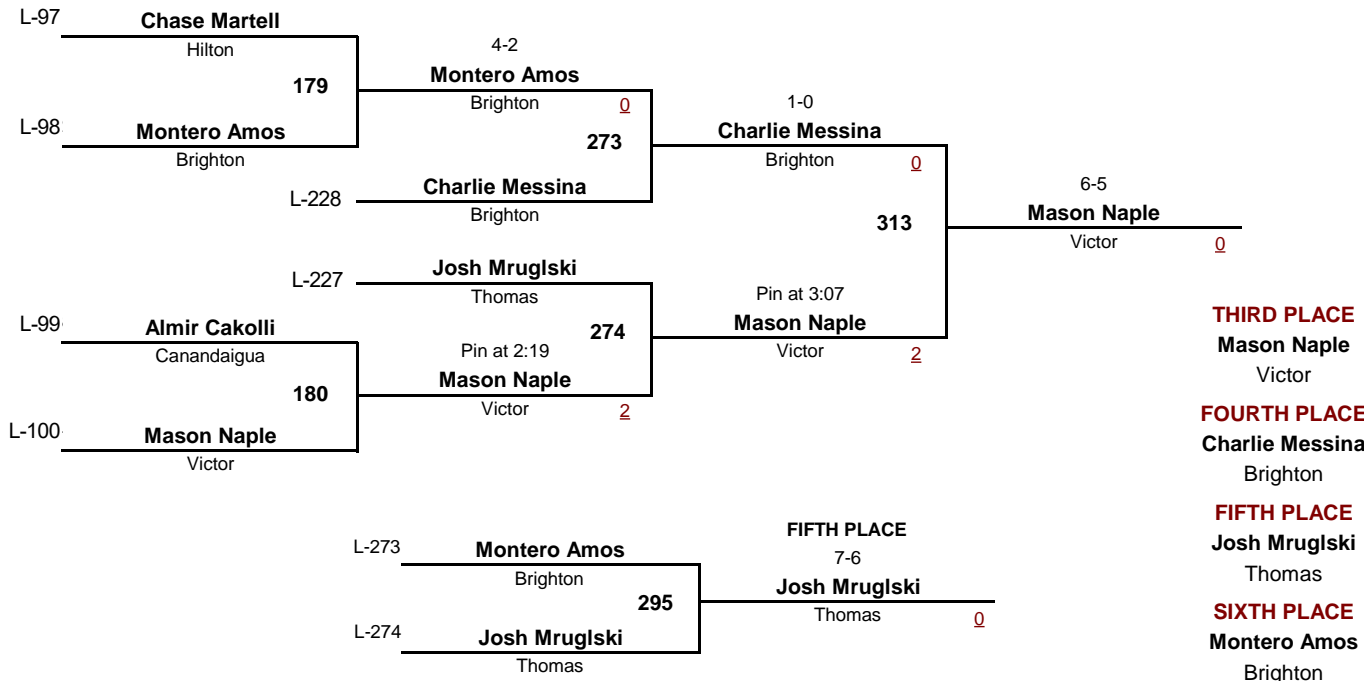 L-97
Chase Martell
Hilton
179
L-98
Montero Amos
Brighton
4-2
Montero Amos
Brighton
0
273
L-228
Charlie Messina
Brighton
1-0
Charlie Messina
Brighton
0
313
6-5
Mason Naple
Victor
0
L-227
Josh Mruglski
Thomas
274
L-99
Almir Cakolli
Canandaigua
180
L-100
Mason Naple
Victor
Pin at 2:19
Mason Naple
Victor
2
Pin at 3:07
Mason Naple
Victor
2
THIRD PLACE
Mason Naple
Victor
FOURTH PLACE
Charlie Messina
Brighton
FIFTH PLACE
Josh Mruglski
Thomas
SIXTH PLACE
Montero Amos
Brighton
L-273
Montero Amos
Brighton
295
L-274
Josh Mruglski
Thomas
FIFTH PLACE
7-6
Josh Mruglski
Thomas
0